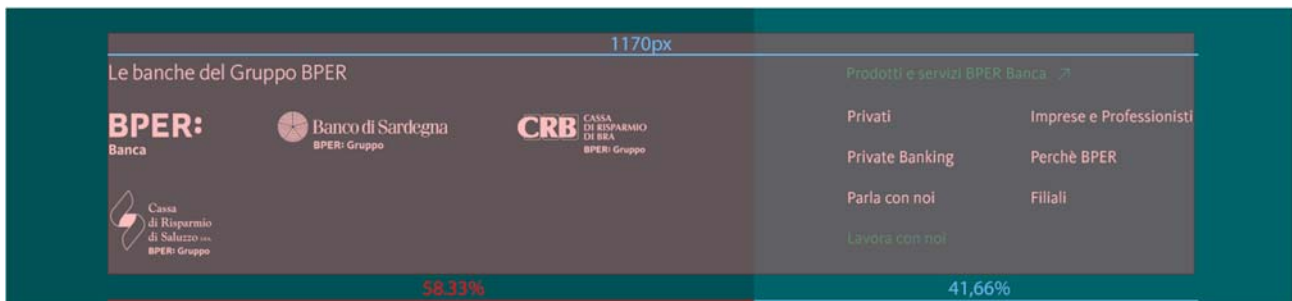 1170px
Le banche del Gruppo BPER
BPER:
Banca
Banco di Sardegna
BPER: Gruppo
CRB
CASSA
DI RISPARMIO
DI BRA
BPER: Gruppo
Cassa
di Risparmio
di Saluzzo
BPER: Gruppo
Prodotti e servizi BPER Banca ↗
Privati
Imprese e Professionisti
Private Banking
Perchè BPER
Parla con noi
Filiali
Lavora con noi
58.33%
41,66%